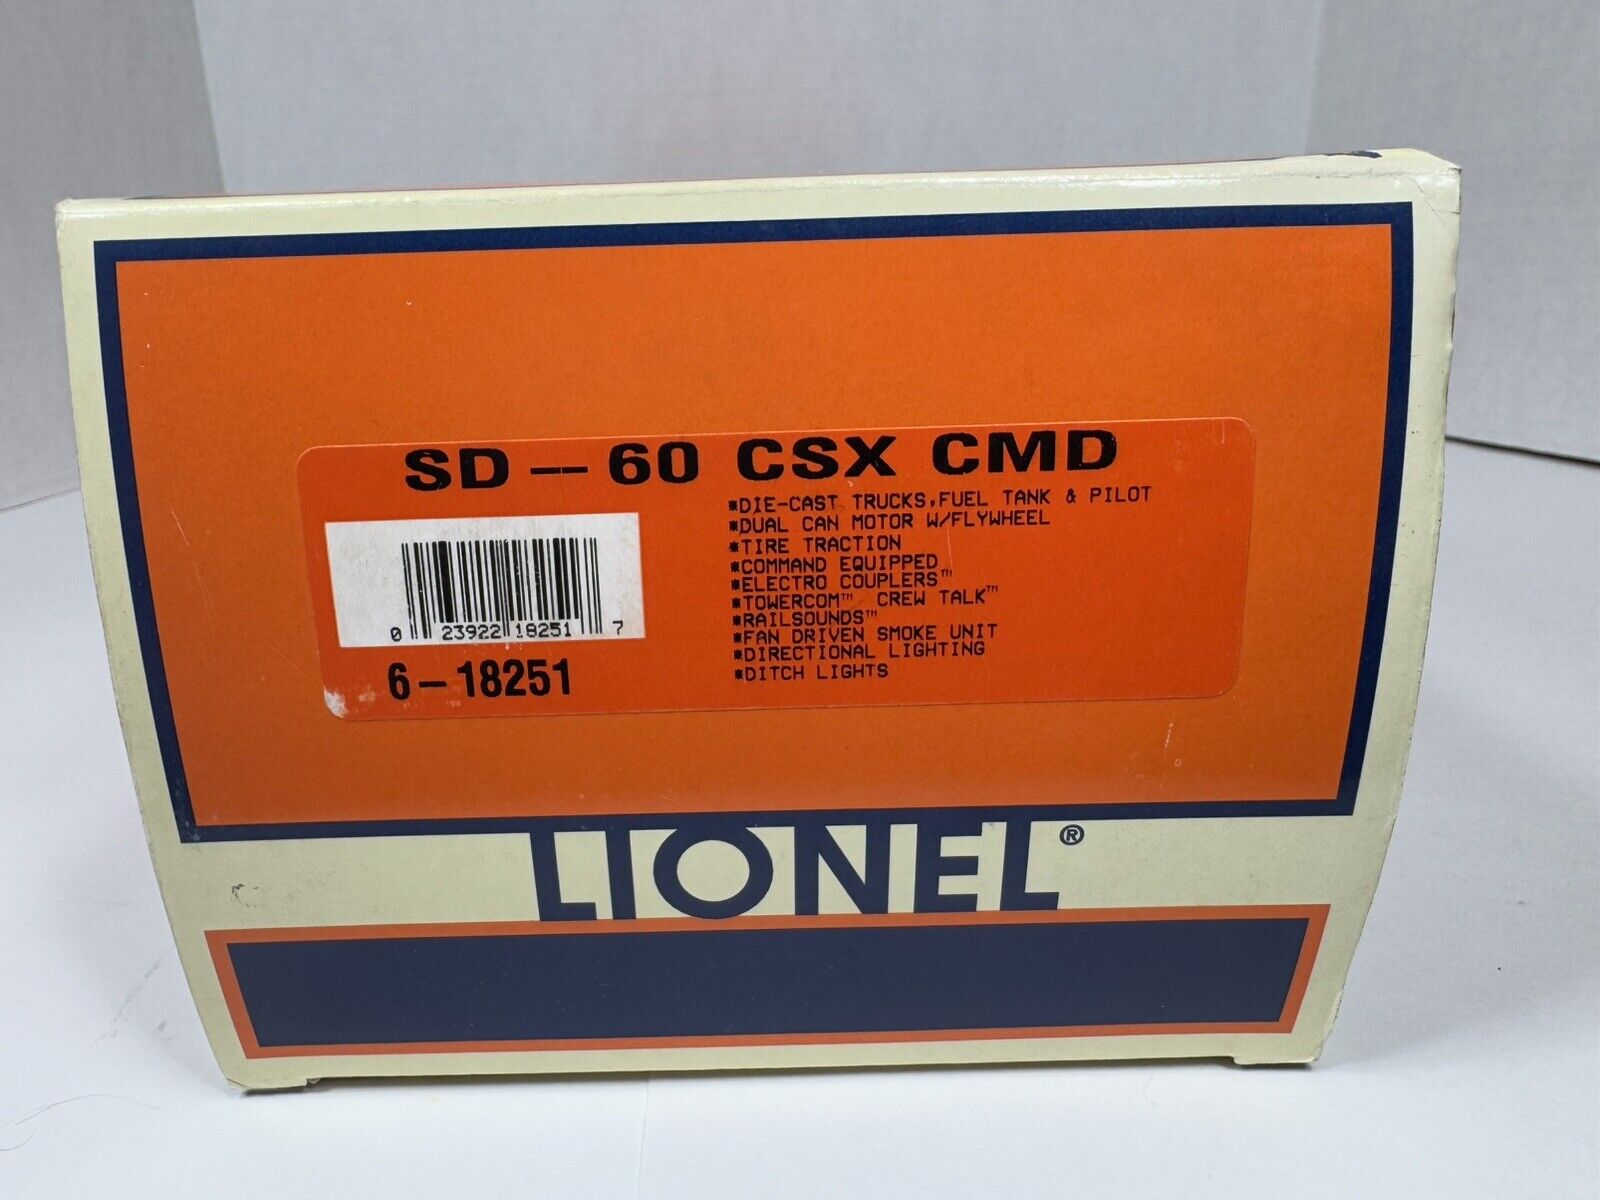 SD — 60 CSX CMD
*DIE-CAST TRUCKS,FUEL TANK & PILOT
*DUAL CAN MOTOR W/FLYWHEEL
*TIRE TRACTION
*COMMAND EQUIPPED
*ELECTRO COUPLERS™
*TOWERCOM™ CREW TALK™
*RAILSOUNDS™
*FAN DRIVEN SMOKE UNIT
*DIRECTIONAL LIGHTING
*DITCH LIGHTS
0 23922 18251 7
6-18251
LIONEL®